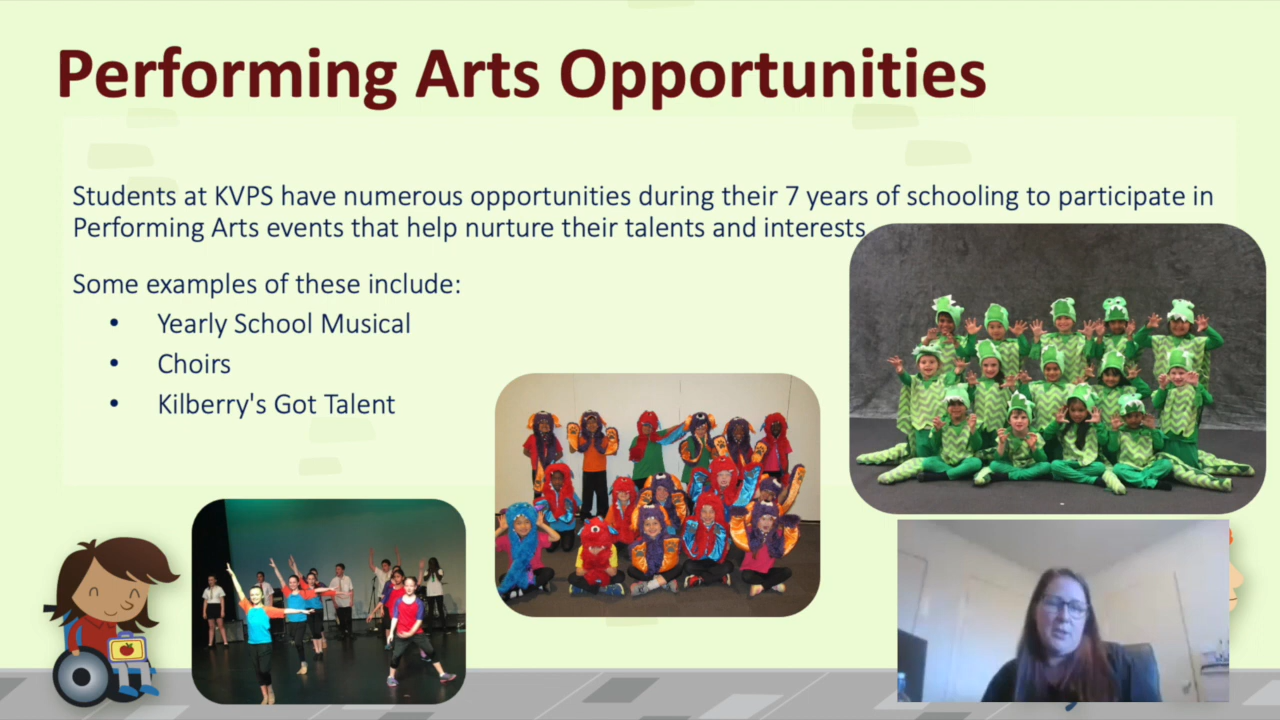 Performing Arts Opportunities
Students at KVPS have numerous opportunities during their 7 years of schooling to participate in
Performing Arts events that help nurture their talents and interests
Some examples of these include:
• Yearly School Musical
• Choirs
• Kilberry's Got Talent